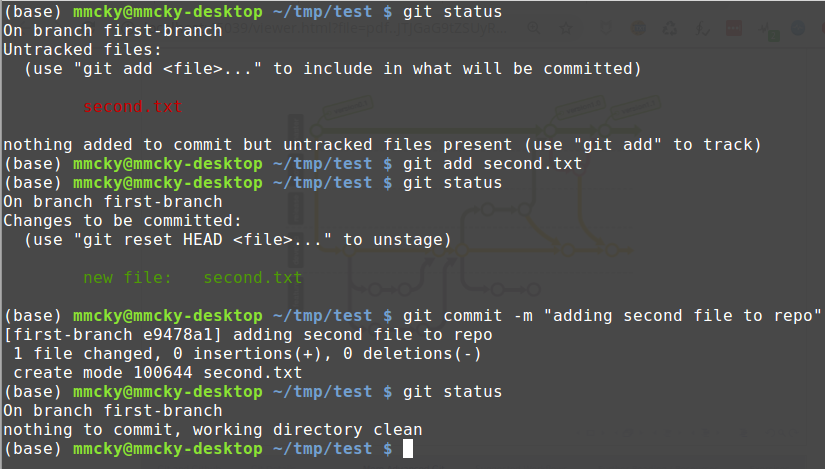 (base) mmcky@mmcky-desktop ~/tmp/test $ git status
On branch first-branch
Untracked files:
  (use "git add <file>..." to include in what will be committed)
        second.txt
nothing added to commit but untracked files present (use "git add" to track)
(base) mmcky@mmcky-desktop ~/tmp/test $ git add second.txt
(base) mmcky@mmcky-desktop ~/tmp/test $ git status
On branch first-branch
Changes to be committed:
  (use "git reset HEAD <file>..." to unstage)
        new file:   second.txt
(base) mmcky@mmcky-desktop ~/tmp/test $ git commit -m "adding second file to repo"
[first-branch e9478a1] adding second file to repo
 1 file changed, 0 insertions(+), 0 deletions(-)
 create mode 100644 second.txt
(base) mmcky@mmcky-desktop ~/tmp/test $ git status
On branch first-branch
nothing to commit, working directory clean
(base) mmcky@mmcky-desktop ~/tmp/test $